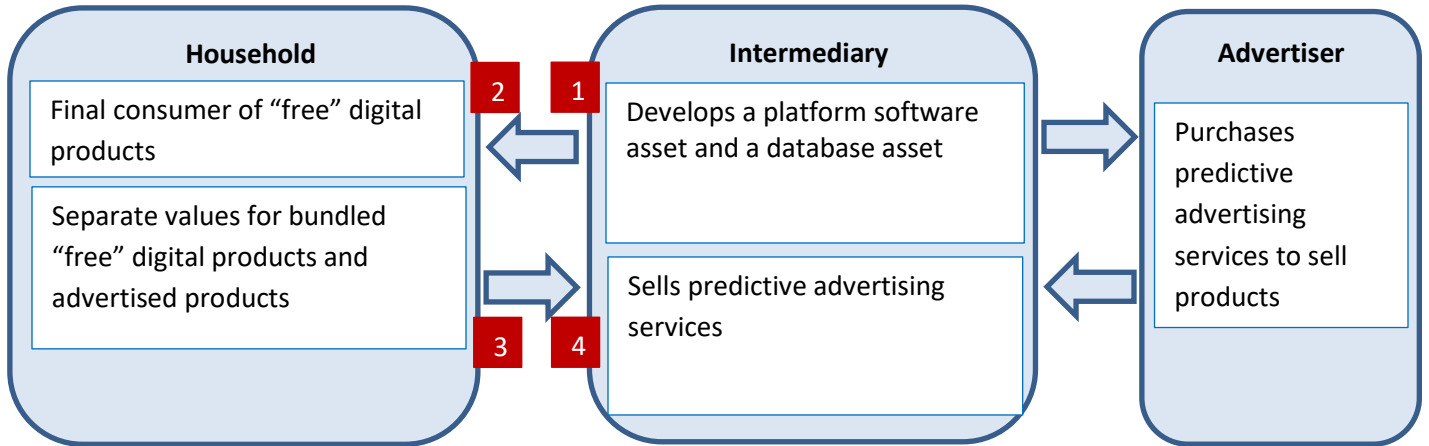 Household
Final consumer of “free” digital
products
Separate values for bundled
“free” digital products and
advertised products
2
3
1
4
Intermediary
Develops a platform software
asset and a database asset
Sells predictive advertising
services
Advertiser
Purchases
predictive
advertising
services to sell
products